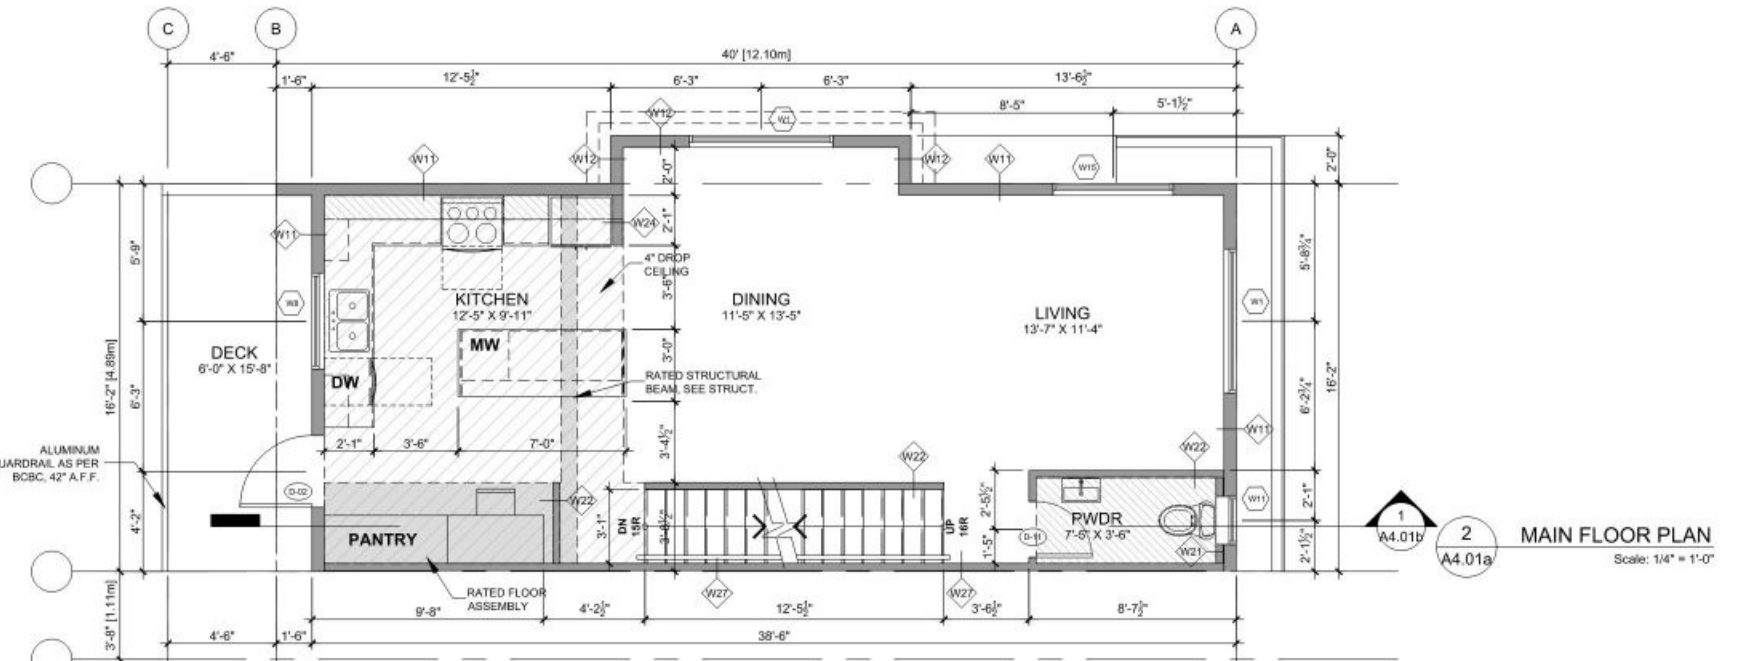 C
B
A
4'-6"
40' [12.10m]
1'-6"
12'-5½"
6'-3"
6'-3"
13'-6½"
8'-5"
5'-1½"
W12
W1
W11
W12
W12
W11
W15
2'-0"
2'-0"
W11
W24
2'-1"
5'-9"
4" DROP
CEILING
3'-6"
5'-8¾"
W8
KITCHEN
12'-5" X 9'-11"
DINING
11'-5" X 13'-5"
LIVING
13'-7" X 11'-4"
W1
DECK
6'-0" X 15'-8"
MW
3'-0"
16'-2" [4.89m]
6'-3"
DW
RATED STRUCTURAL
BEAM, SEE STRUCT.
6'-2¼"
16'-2"
2'-1"
3'-6"
7'-0"
3'-4½"
W11
ALUMINUM
UARDRAIL AS PER
BCBC, 42" A.F.F.
W22
W22
D-02
W22
2'-5½"
2'-1"
W11
4'-2"
3'-1"
DN
15R
UP
16R
PWDR
7'-5" X 3'-6"
D-11
1'-5"
W21
2'-1½"
PANTRY
1
A4.01b
2
A4.01a
MAIN FLOOR PLAN
Scale: 1/4" = 1'-0"
RATED FLOOR
ASSEMBLY
W27
W27
3'-8" [1.11m]
9'-8"
4'-2½"
12'-5½"
3'-6½"
8'-7½"
4'-6"
1'-6"
38'-6"